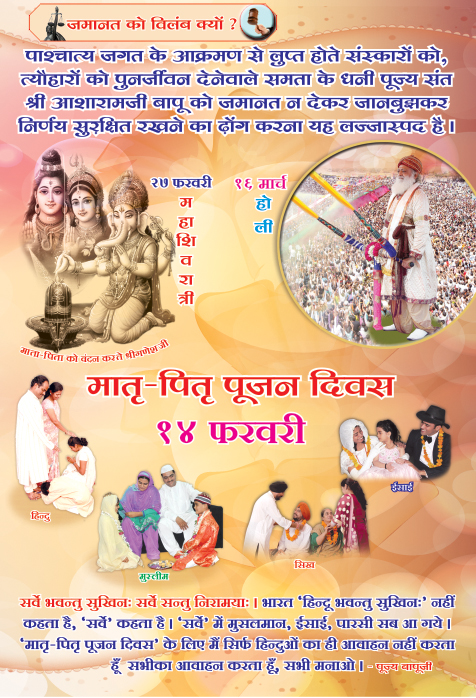 जमानत को विलंब क्यों ?
पाश्चात्य जगत के आक्रमण से लुप्त होते संस्कारों को,
त्यौहारों को पुनर्जीवन देनेवाले समता के धनी पूज्य संत
श्री आशारामजी बापू को जमानत न देकर जानबुझकर
निर्णय सुरक्षित रखने का ढ़ोंग करना यह लज्जास्पद है ।
२७ फरवरी
म
हा
शि
व
रा
त्री
१६ मार्च
हो
ली
माता-पिता को वंदन करते श्रीगणेशजी
मातृ-पितृ पूजन दिवस
१४ फरवरी
हिन्दु
मुस्लीम
सिख
ईसाई
सर्वे भवन्तु सुखिनः सर्वे सन्तु निरामयाः । भारत ‘हिन्दू भवन्तु सुखिनः’ नहीं
कहता है, ‘सर्वे’ कहता है । ‘सर्वे’ में मुसलमान, ईसाई, पारसी सब आ गये ।
‘मातृ-पितृ पूजन दिवस’ के लिए मैं सिर्फ हिन्दुओं का ही आवाहन नहीं करता
हूँ सभीका आवाहन करता हूँ, सभी मनाओ । - पूज्य बापूजी